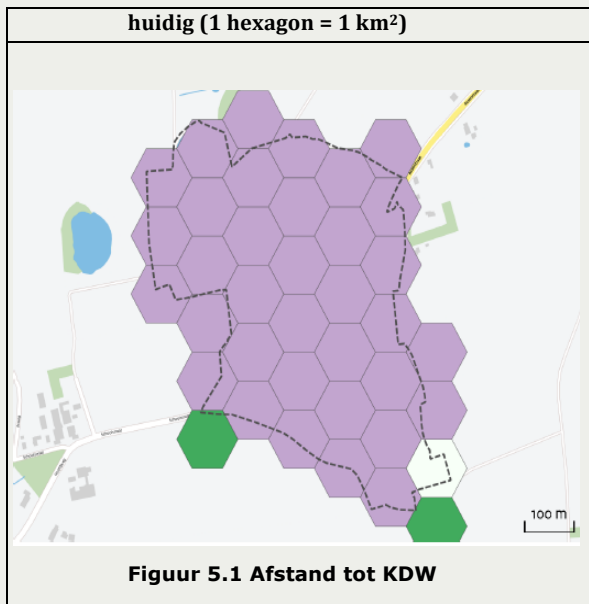 huidig (1 hexagon = 1 km²)
100 m
Figuur 5.1 Afstand tot KDW